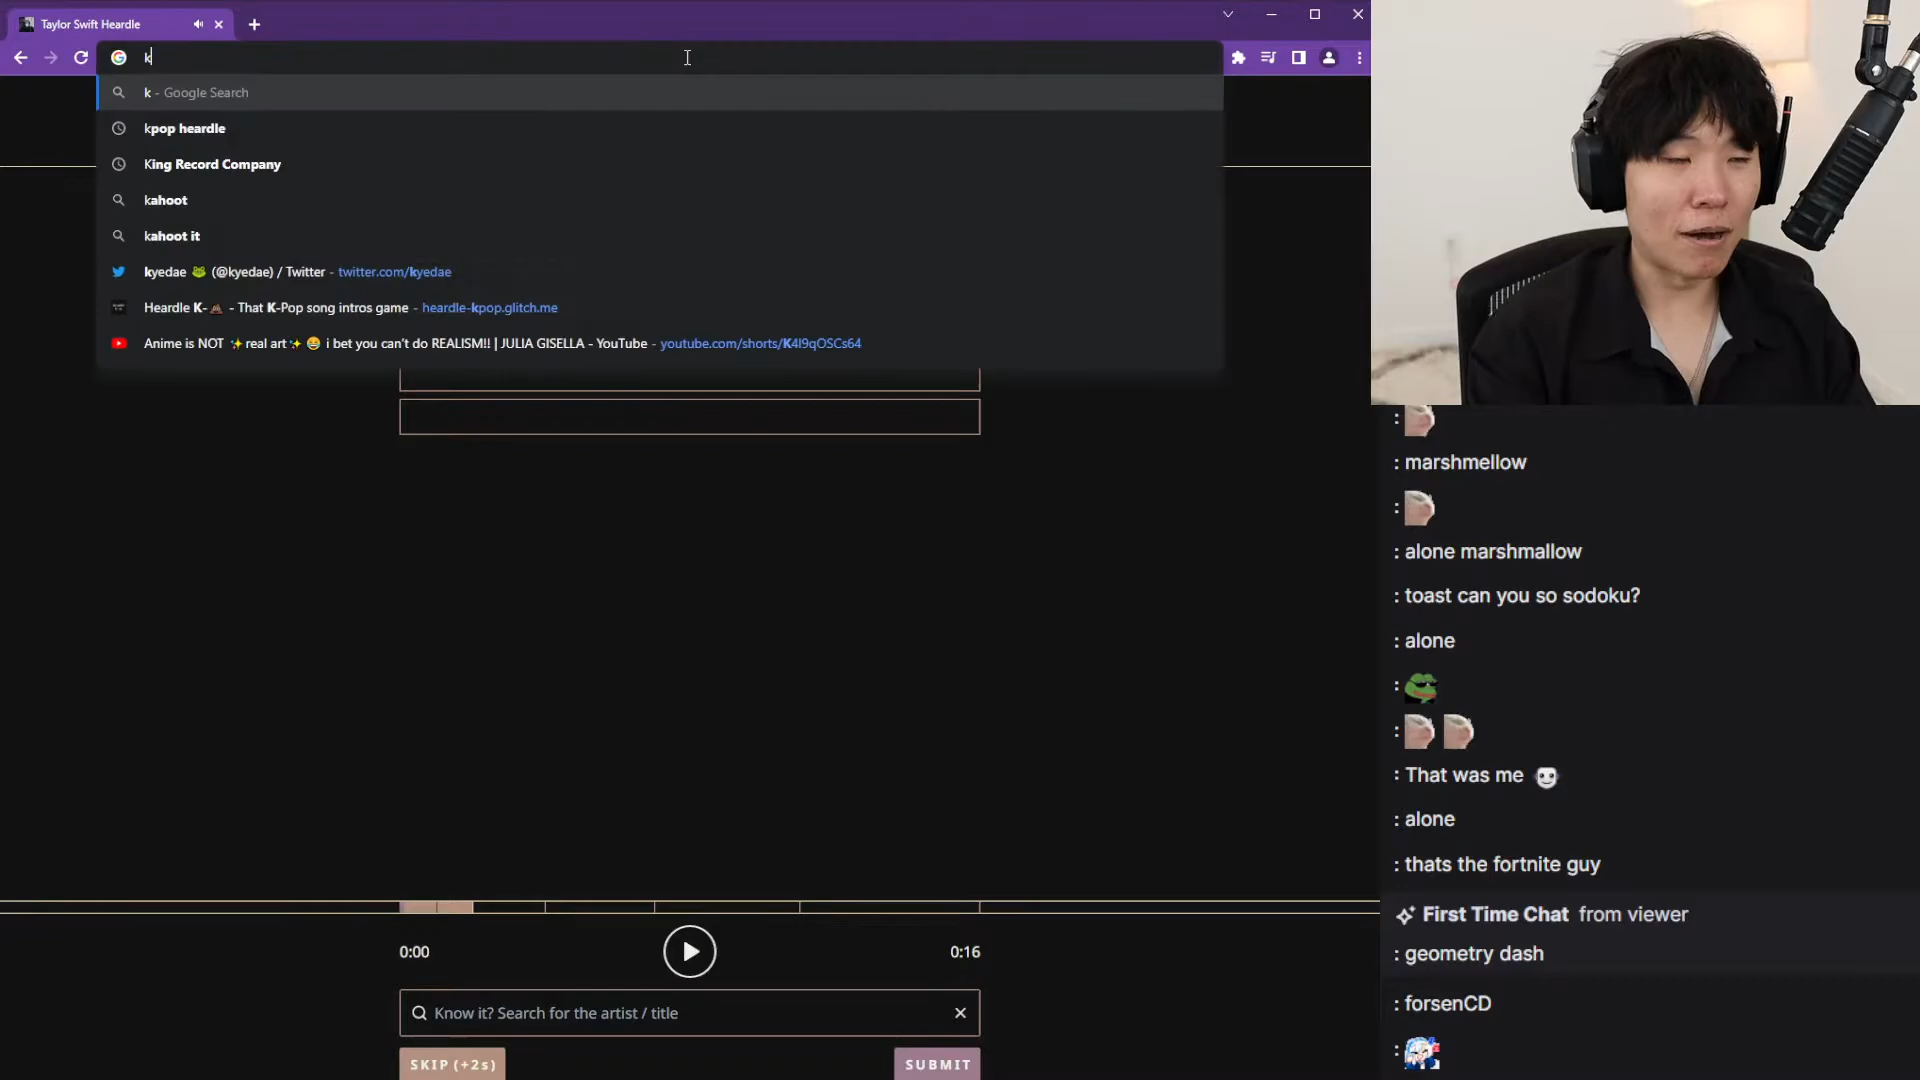 Taylor Swift Heardle
k
k - Google Search
kpop heardle
King Record Company
kahoot
kahoot it
kyedae 🐸 (@kyedae) / Twitter - twitter.com/kyedae
Heardle K-💩 - That K-Pop song intros game - heardle-kpop.glitch.me
Anime is NOT ✨real art✨ 😂 i bet you can't do REALISM!! | JULIA GISELLA - YouTube - youtube.com/shorts/K4I9qOSCs64
0:00
0:16
Know it? Search for the artist / title
SKIP (+2s)
SUBMIT
:
: marshmellow
:
: alone marshmallow
: toast can you so sodoku?
: alone
:
:
: That was me
: alone
: thats the fortnite guy
First Time Chat from viewer
: geometry dash
: forsenCD
: